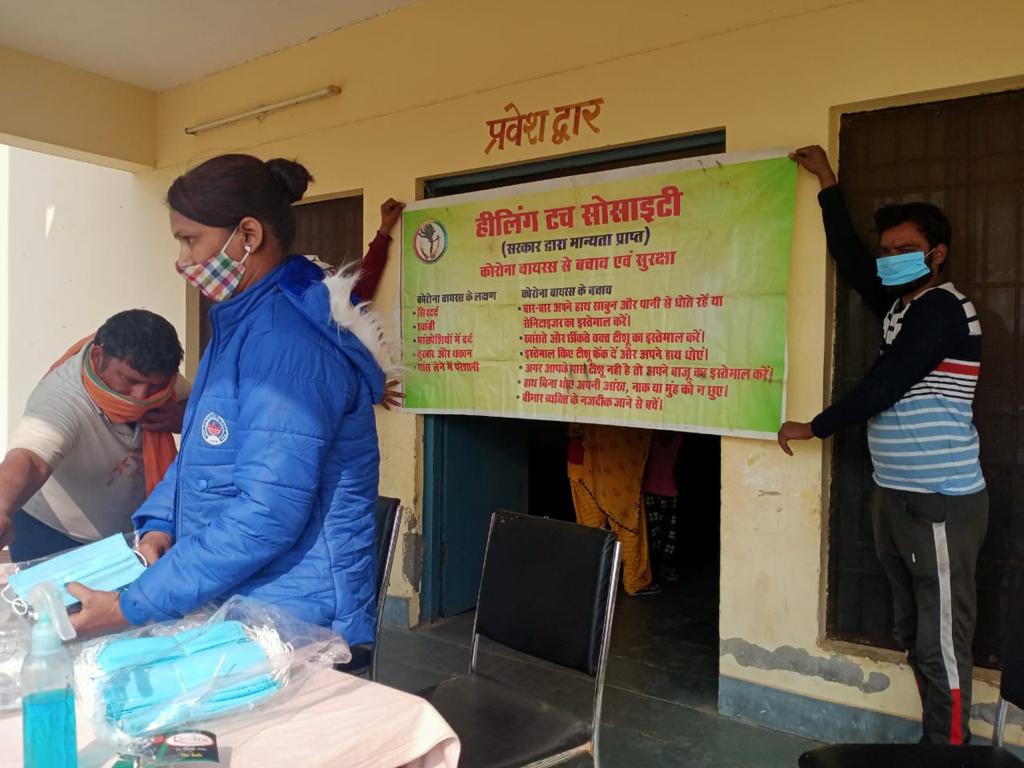 प्रवेश द्वार
हीलिंग टच सोसाइटी
(सरकार द्वारा मान्यता प्राप्त)
कोरोना वायरस से बचाव एवं सुरक्षा
कोरोना वायरस के लक्षण
• सिरदर्द
• खांसी
• मांसपेशियों में दर्द
• बुखार और थकान
• सांस लेने में परेशानी
कोरोना वायरस के बचाव
• बार-बार अपने हाथ साबुन और पानी से धोते रहें या
सेनिटाइजर का इस्तेमाल करें।
• खांसते और छींकते वक्त टीशू का इस्तेमाल करें।
• इस्तेमाल किए टीशू फेंक दें और अपने हाथ धोएं।
• अगर आपके पास टीशू नही है तो अपने बाजू का इस्तेमाल करें।
• हाथ बिना धोए अपनी आंख, नाक या मुंह को न छुए।
• बीमार व्यक्ति के नजदीक जाने से बचें।